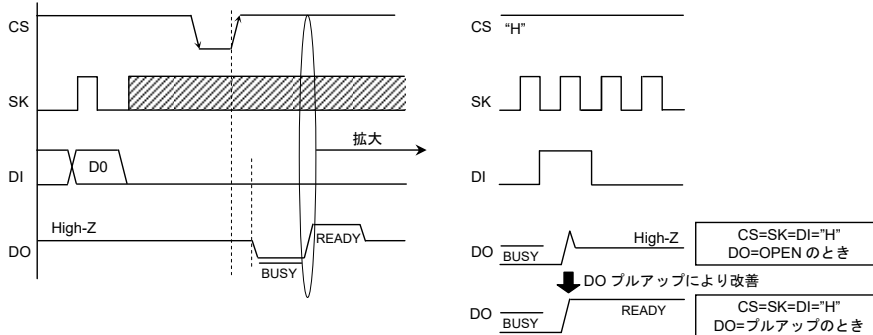 CS
SK
DI
D0
拡大
DO
High-Z
BUSY
READY
CS "H"
SK
DI
DO
BUSY
High-Z
CS=SK=DI="H"
DO=OPEN のとき
DO プルアップにより改善
DO
BUSY
READY
CS=SK=DI="H"
DO=プルアップのとき